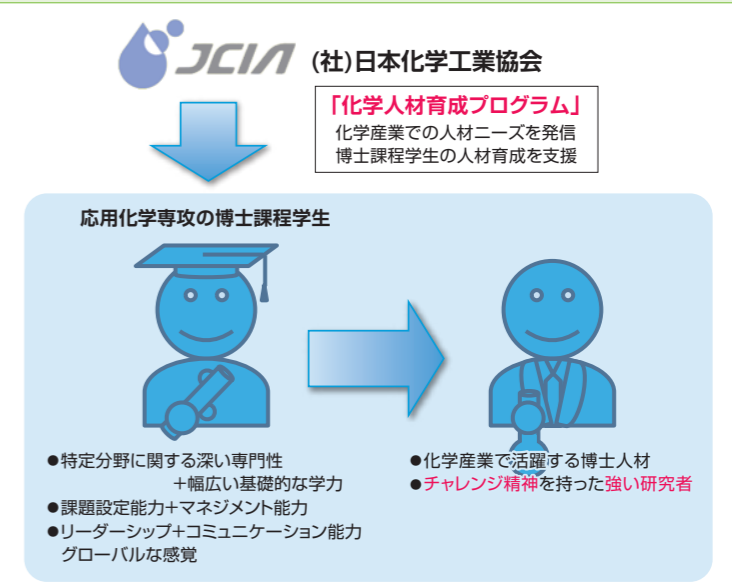 JCIA (社)日本化学工業協会
「化学人材育成プログラム」
化学産業での人材ニーズを発信
博士課程学生の人材育成を支援
応用化学専攻の博士課程学生
●特定分野に関する深い専門性
＋幅広い基礎的な学力
●課題設定能力＋マネジメント能力
●リーダーシップ＋コミュニケーション能力
グローバルな感覚
●化学産業で活躍する博士人材
●チャレンジ精神を持った強い研究者